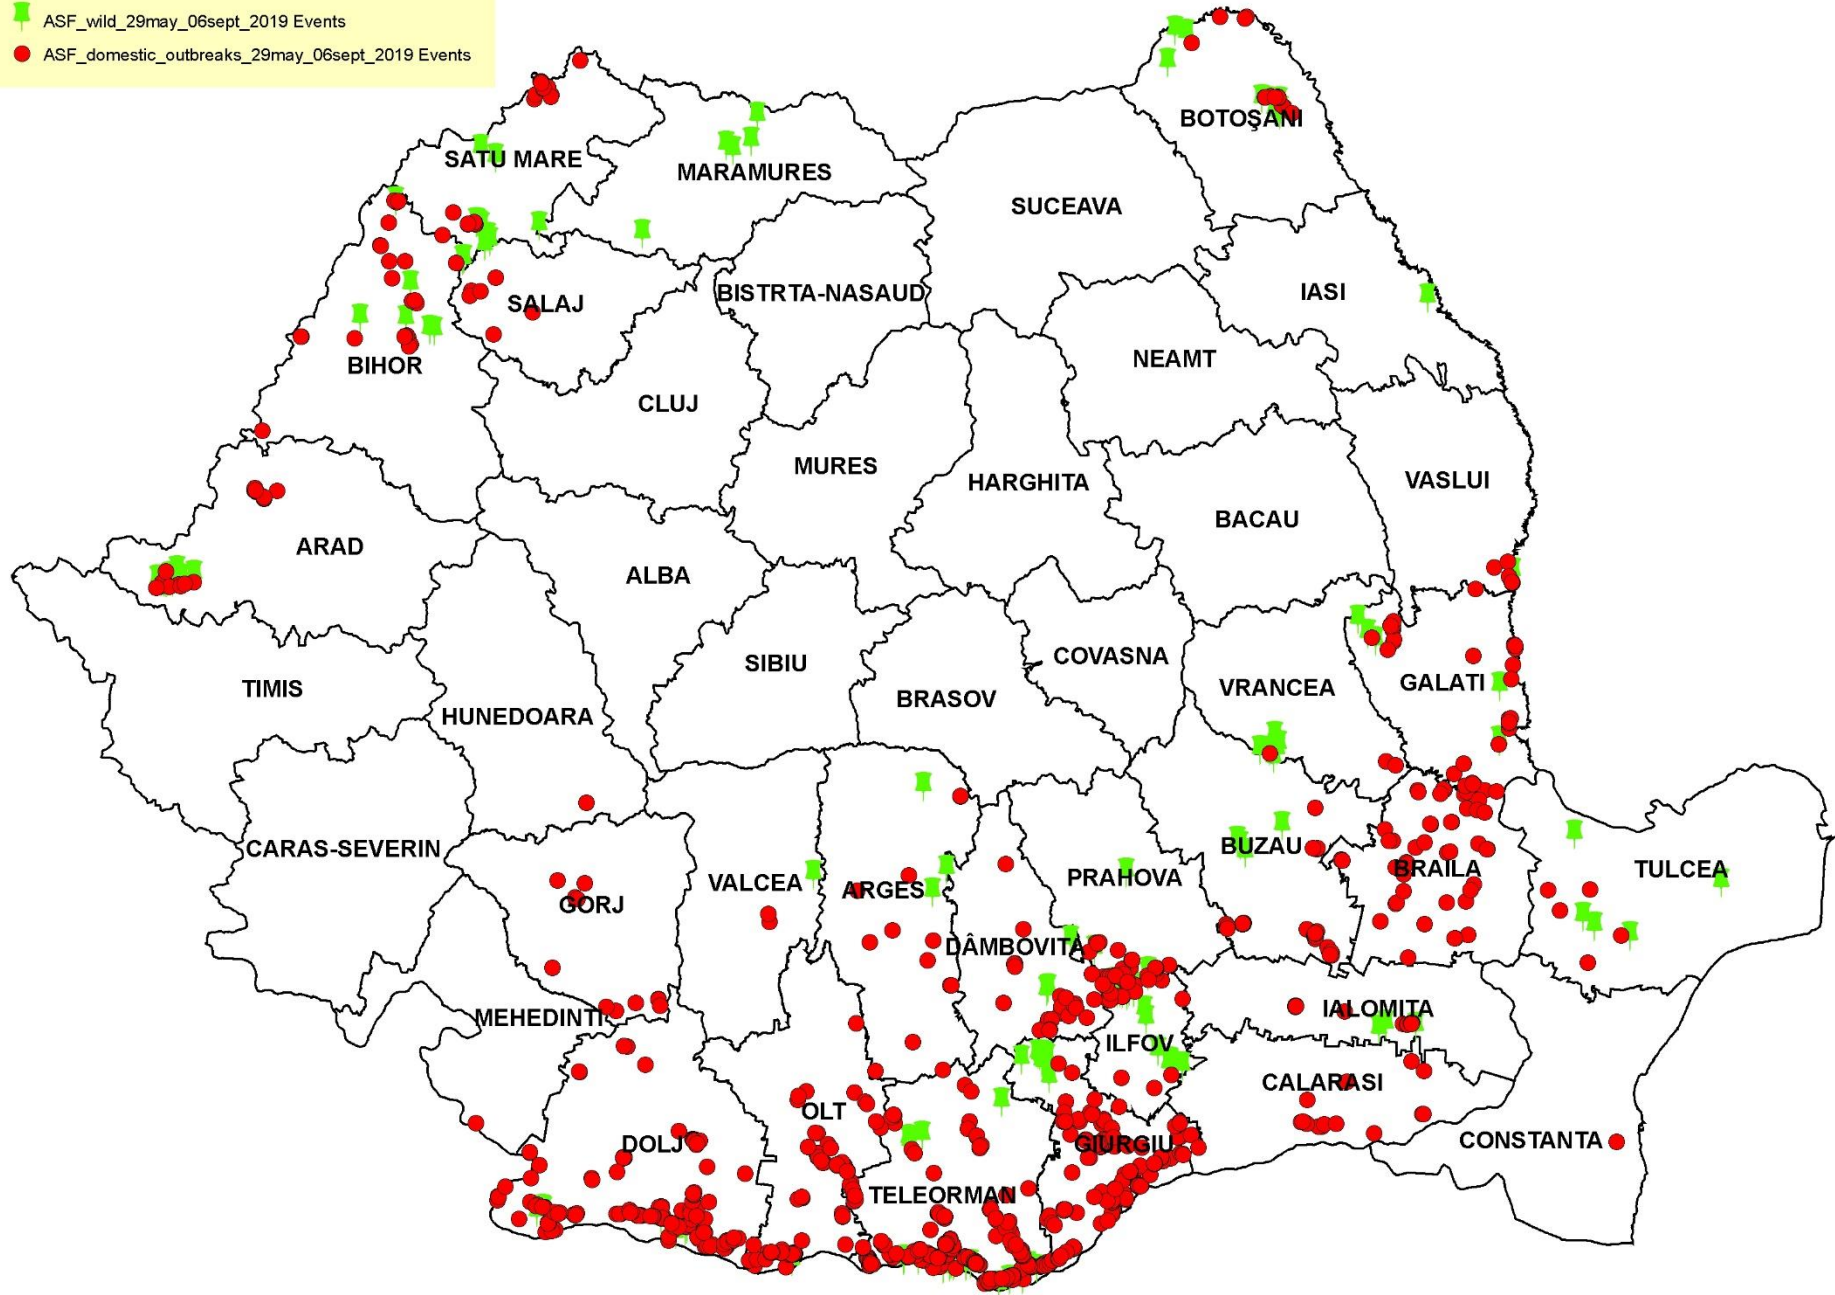 ASF_wild_29may_06sept_2019 Events
ASF_domestic_outbreaks_29may_06sept_2019 Events
BOTOŞANI
SATU MARE
MARAMURES
SUCEAVA
IASI
BISTRTA-NASAUD
SALAJ
NEAMT
BIHOR
CLUJ
MURES
HARGHITA
VASLUI
BACAU
ARAD
ALBA
COVASNA
SIBIU
GALATI
TIMIS
VRANCEA
BRASOV
HUNEDOARA
BUZAU
CARAS-SEVERIN
BRAILA
TULCEA
PRAHOVA
VALCEA
ARGES
GORJ
DÂMBOVITA
IALOMITA
MEHEDINTI
ILFOV
CALARASI
OLT
CONSTANTA
DOLJ
GIURGIU
TELEORMAN